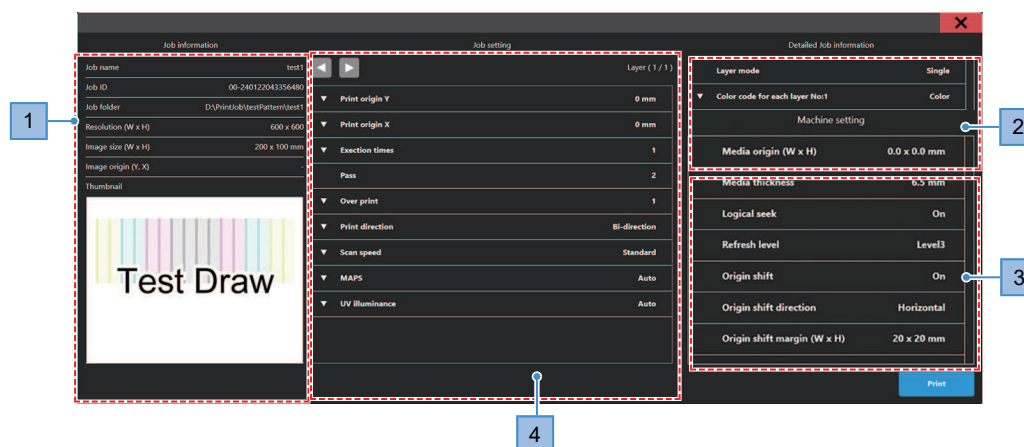 Job information
Job name test1
Job ID 00-240122043356480
Job folder D:\PrintJob\testPattern\test1
Resolution (W x H) 600 x 600
Image size (W x H) 200 x 100 mm
Image origin (Y, X) -
Thumbnail
Test Draw
1
Job setting
Layer ( 1 / 1 )
Print origin Y 0 mm
Print origin X 0 mm
Exection times 1
Pass 2
Over print 1
Print direction Bi-direction
Scan speed Standard
MAPS Auto
UV illuminance Auto
4
Detailed Job information
Layer mode Single
Color code for each layer No:1 Color
Machine setting
2
Media origin (W x H) 0.0 x 0.0 mm
Media thickness 6.5 mm
Logical seek On
Refresh level Level3
Origin shift On
3
Origin shift direction Horizontal
Origin shift margin (W x H) 20 x 20 mm
Print